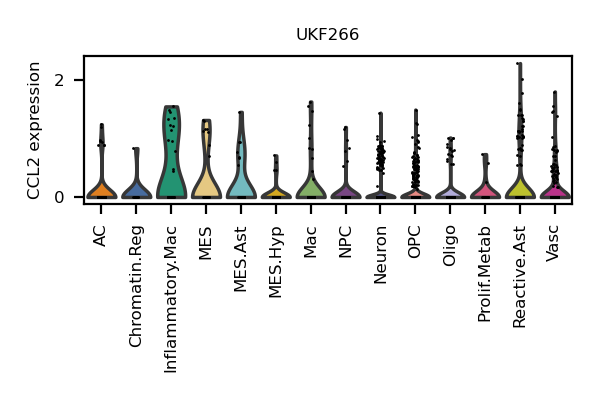 UKF266
CCL2 expression
2
0
AC
Chromatin.Reg
Inflammatory.Mac
MES
MES.Ast
MES.Hyp
Mac
NPC
Neuron
OPC
Oligo
Prolif.Metab
Reactive.Ast
Vasc